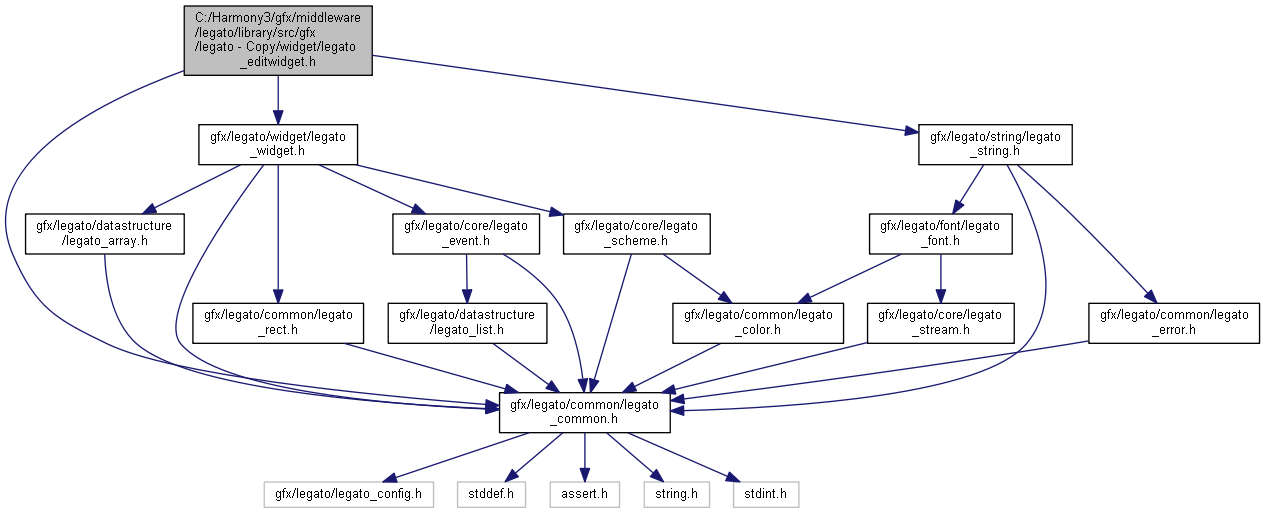 C:/Harmony3/gfx/middleware
/legato/library/src/gfx
/legato - Copy/widget/legato
_editwidget.h
gfx/legato/widget/legato
_widget.h
gfx/legato/string/legato
_string.h
gfx/legato/datastructure
/legato_array.h
gfx/legato/core/legato
_event.h
gfx/legato/core/legato
_scheme.h
gfx/legato/font/legato
_font.h
gfx/legato/common/legato
_rect.h
gfx/legato/datastructure
/legato_list.h
gfx/legato/common/legato
_color.h
gfx/legato/core/legato
_stream.h
gfx/legato/common/legato
_error.h
gfx/legato/common/legato
_common.h
gfx/legato/legato_config.h
stddef.h
assert.h
string.h
stdint.h